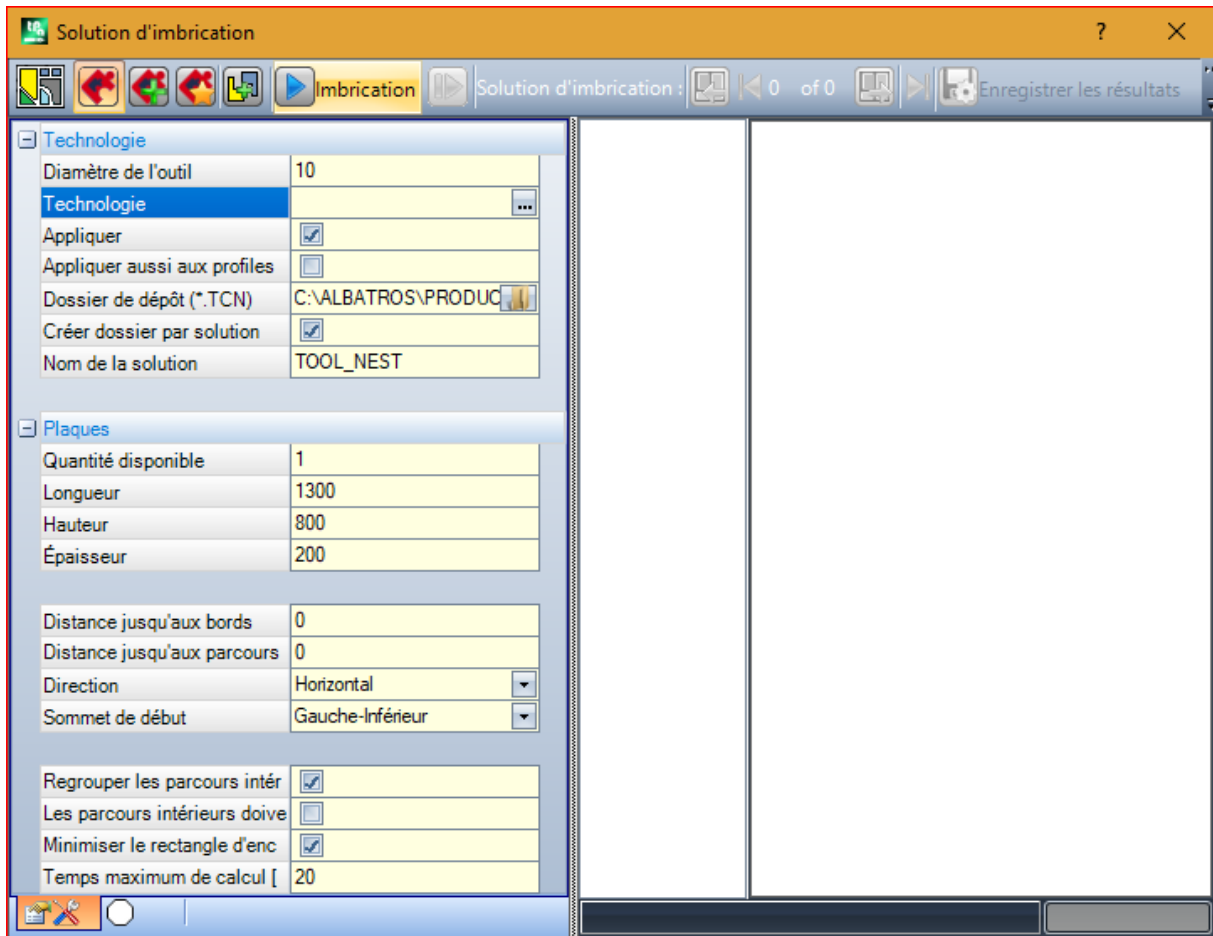 Solution d'imbrication ?
Imbrication Solution d'imbrication : 0 of 0 Enregistrer les résultats
Technologie
Diamètre de l'outil 10
Technologie ...
Appliquer
Appliquer aussi aux profiles
Dossier de dépôt (*.TCN) C:\ALBATROS\PRODUC
Créer dossier par solution
Nom de la solution TOOL_NEST
Plaques
Quantité disponible 1
Longueur 1300
Hauteur 800
Épaisseur 200
Distance jusqu'aux bords 0
Distance jusqu'aux parcours 0
Direction Horizontal
Sommet de début Gauche-Inférieur
Regrouper les parcours intér
Les parcours intérieurs doive
Minimiser le rectangle d'enc
Temps maximum de calcul [ 20